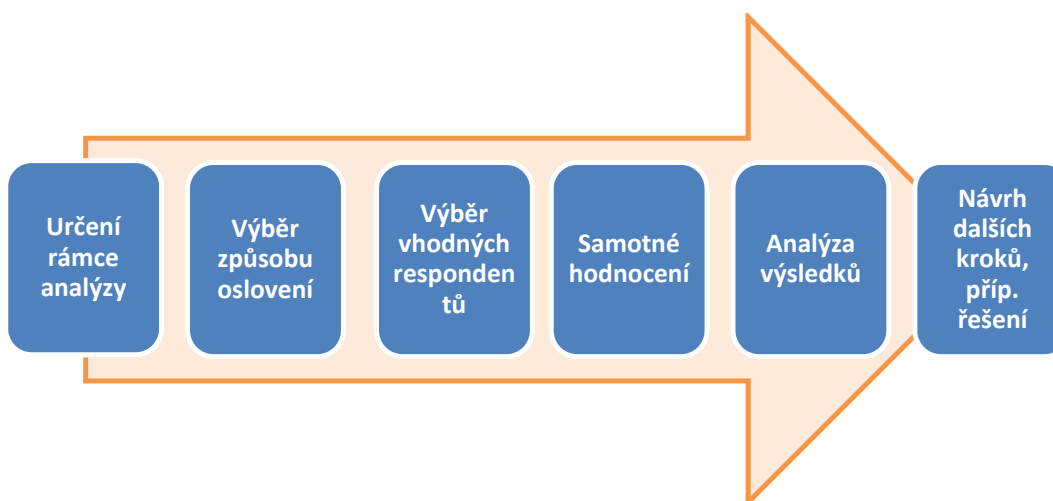 Určení
rámce
analýzy
Výběr
způsobu
oslovení
Výběr
vhodných
responden
tů
Samotné
hodnocení
Analýza
výsledků
Návrh
dalších
kroků,
příp.
řešení